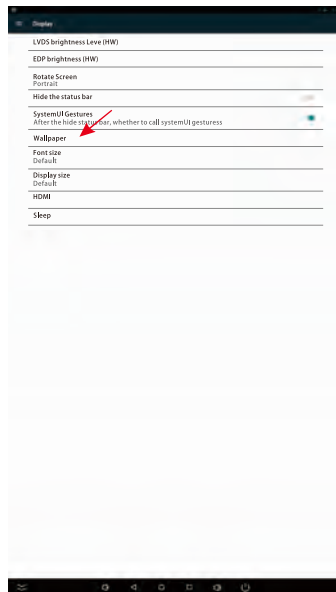 Display
LVDS brightness Leve (HW)
EDP brightness (HW)
Rotate Screen
Portrait
Hide the status bar
SystemUI Gestures
After the hide status bar, whether to call systemUI gesturess
Wallpaper
Font size
Default
Display size
Default
HDMI
Sleep